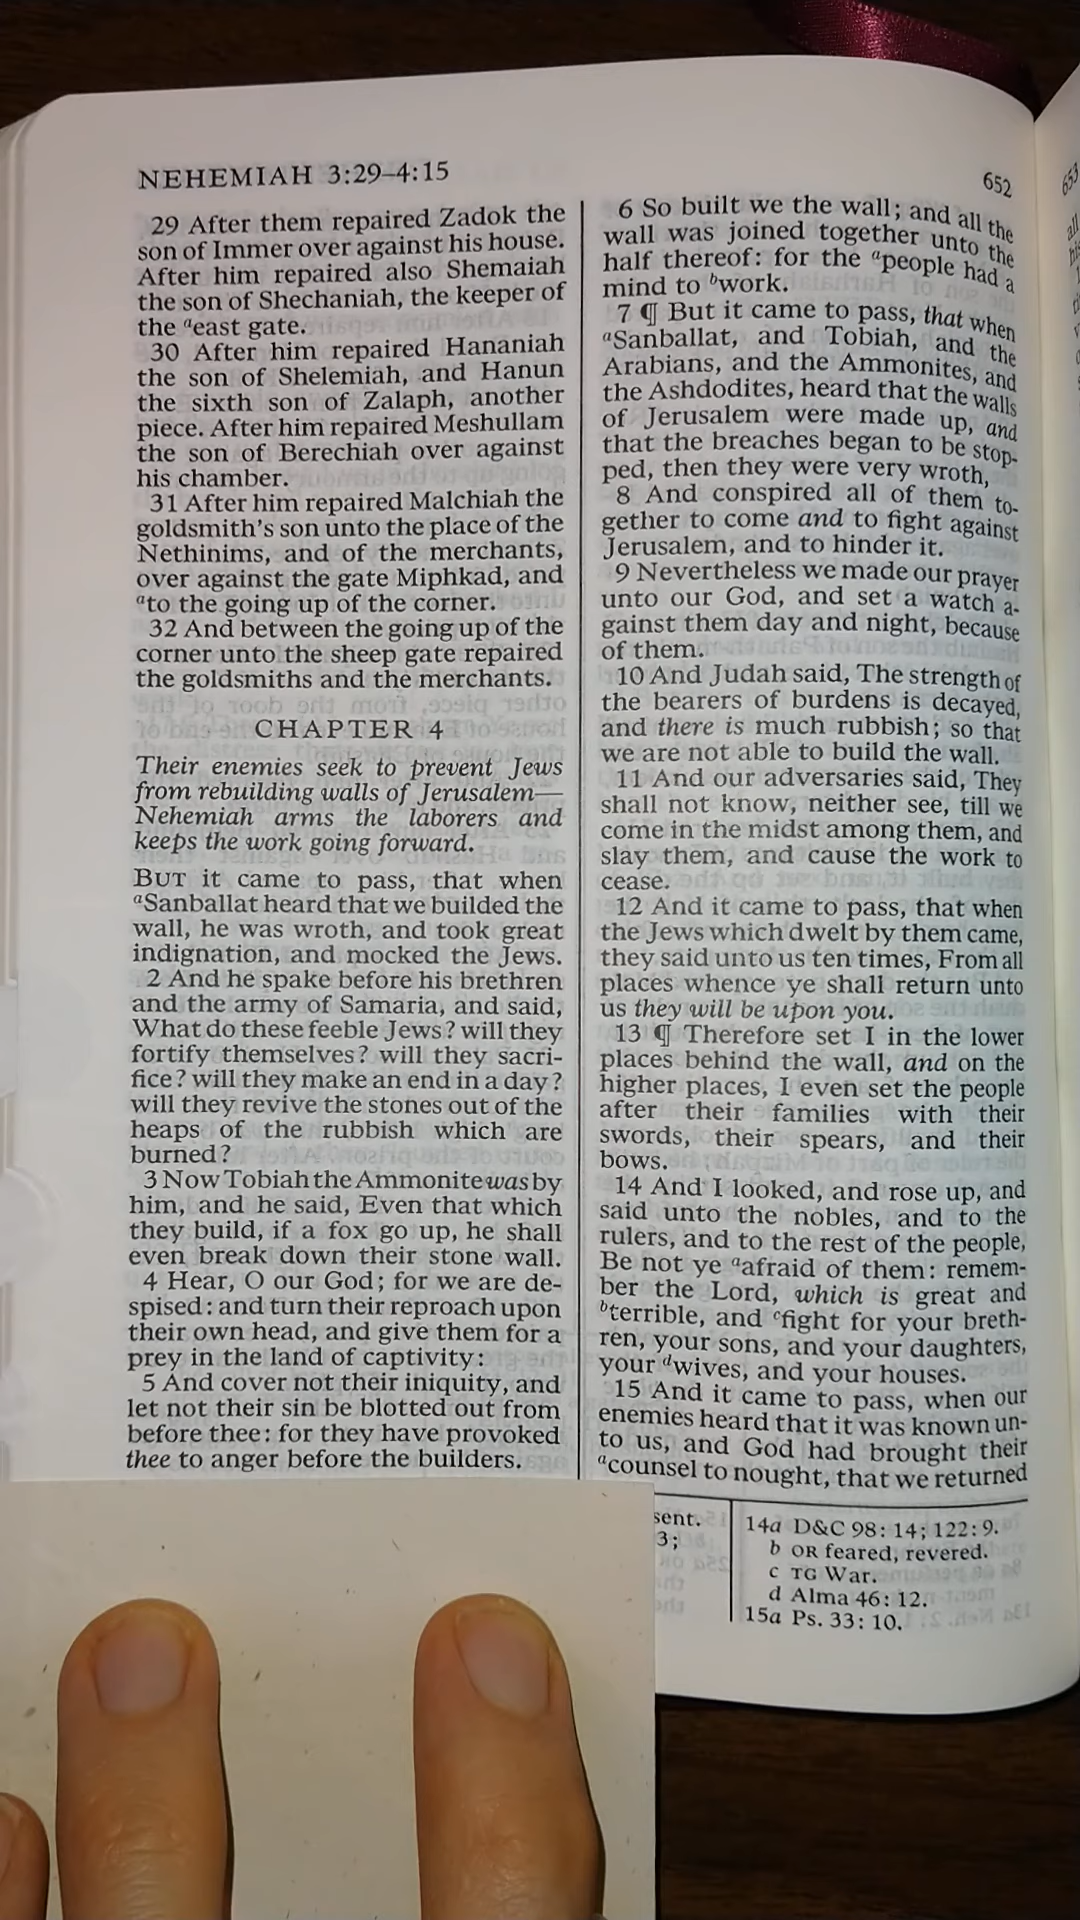 NEHEMIAH 3:29–4:15
652
29 After them repaired Zadok the
son of Immer over against his house.
After him repaired also Shemaiah
the son of Shechaniah, the keeper of
the ᵃeast gate.
30 After him repaired Hananiah
the son of Shelemiah, and Hanun
the sixth son of Zalaph, another
piece. After him repaired Meshullam
the son of Berechiah over against
his chamber.
31 After him repaired Malchiah the
goldsmith's son unto the place of the
Nethinims, and of the merchants,
over against the gate Miphkad, and
ᵃto the going up of the corner.
32 And between the going up of the
corner unto the sheep gate repaired
the goldsmiths and the merchants.
CHAPTER 4
Their enemies seek to prevent Jews
from rebuilding walls of Jerusalem—
Nehemiah arms the laborers and
keeps the work going forward.
BUT it came to pass, that when
ᵃSanballat heard that we builded the
wall, he was wroth, and took great
indignation, and mocked the Jews.
2 And he spake before his brethren
and the army of Samaria, and said,
What do these feeble Jews? will they
fortify themselves? will they sacri-
fice? will they make an end in a day?
will they revive the stones out of the
heaps of the rubbish which are
burned?
3 Now Tobiah the Ammonite was by
him, and he said, Even that which
they build, if a fox go up, he shall
even break down their stone wall.
4 Hear, O our God; for we are de-
spised: and turn their reproach upon
their own head, and give them for a
prey in the land of captivity:
5 And cover not their iniquity, and
let not their sin be blotted out from
before thee: for they have provoked
thee to anger before the builders.
6 So built we the wall; and all the
wall was joined together unto the
half thereof: for the ᵃpeople had a
mind to ᵇwork.
7 ¶ But it came to pass, that when
ᵃSanballat, and Tobiah, and the
Arabians, and the Ammonites, and
the Ashdodites, heard that the walls
of Jerusalem were made up, and
that the breaches began to be stop-
ped, then they were very wroth,
8 And conspired all of them to-
gether to come and to fight against
Jerusalem, and to hinder it.
9 Nevertheless we made our prayer
unto our God, and set a watch a-
gainst them day and night, because
of them.
10 And Judah said, The strength of
the bearers of burdens is decayed,
and there is much rubbish; so that
we are not able to build the wall.
11 And our adversaries said, They
shall not know, neither see, till we
come in the midst among them, and
slay them, and cause the work to
cease.
12 And it came to pass, that when
the Jews which dwelt by them came,
they said unto us ten times, From all
places whence ye shall return unto
us they will be upon you.
13 ¶ Therefore set I in the lower
places behind the wall, and on the
higher places, I even set the people
after their families with their
swords, their spears, and their
bows.
14 And I looked, and rose up, and
said unto the nobles, and to the
rulers, and to the rest of the people,
Be not ye ᵃafraid of them: remem-
ber the Lord, which is great and
ᵇterrible, and ᶜfight for your breth-
ren, your sons, and your daughters,
your ᵈwives, and your houses.
15 And it came to pass, when our
enemies heard that it was known un-
to us, and God had brought their
ᵃcounsel to nought, that we returned
sent.
3;
14a D&C 98: 14; 122: 9.
b OR feared, revered.
c TG War.
d Alma 46: 12.
15a Ps. 33: 10.
653